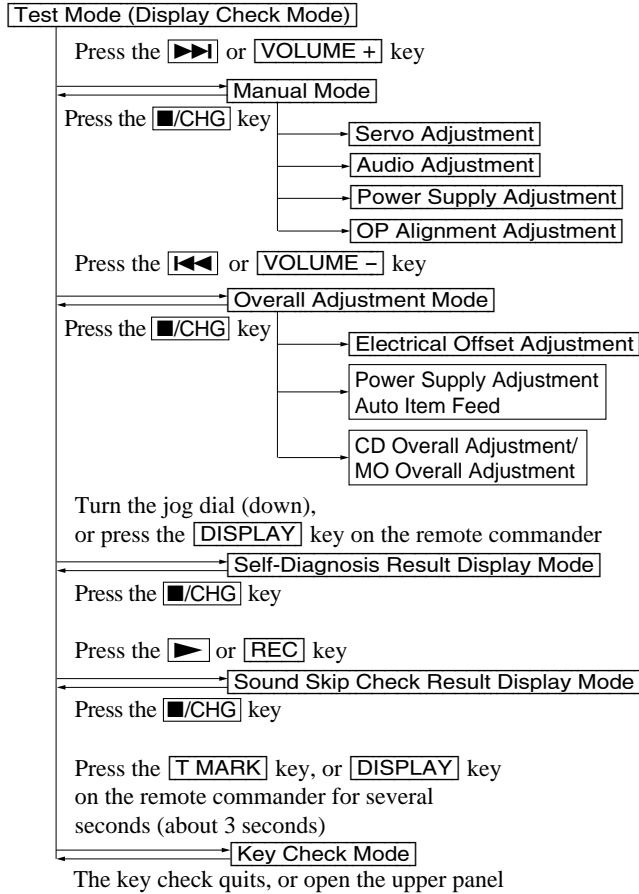 Test Mode (Display Check Mode)
Press the ▶▶I or VOLUME + key
Manual Mode
Press the ■/CHG key
Servo Adjustment
Audio Adjustment
Power Supply Adjustment
OP Alignment Adjustment
Press the I◀◀ or VOLUME – key
Overall Adjustment Mode
Press the ■/CHG key
Electrical Offset Adjustment
Power Supply Adjustment
Auto Item Feed
CD Overall Adjustment/
MO Overall Adjustment
Turn the jog dial (down),
or press the DISPLAY key on the remote commander
Self-Diagnosis Result Display Mode
Press the ■/CHG key
Press the ▶ or REC key
Sound Skip Check Result Display Mode
Press the ■/CHG key
Press the T MARK key, or DISPLAY key
on the remote commander for several
seconds (about 3 seconds)
Key Check Mode
The key check quits, or open the upper panel